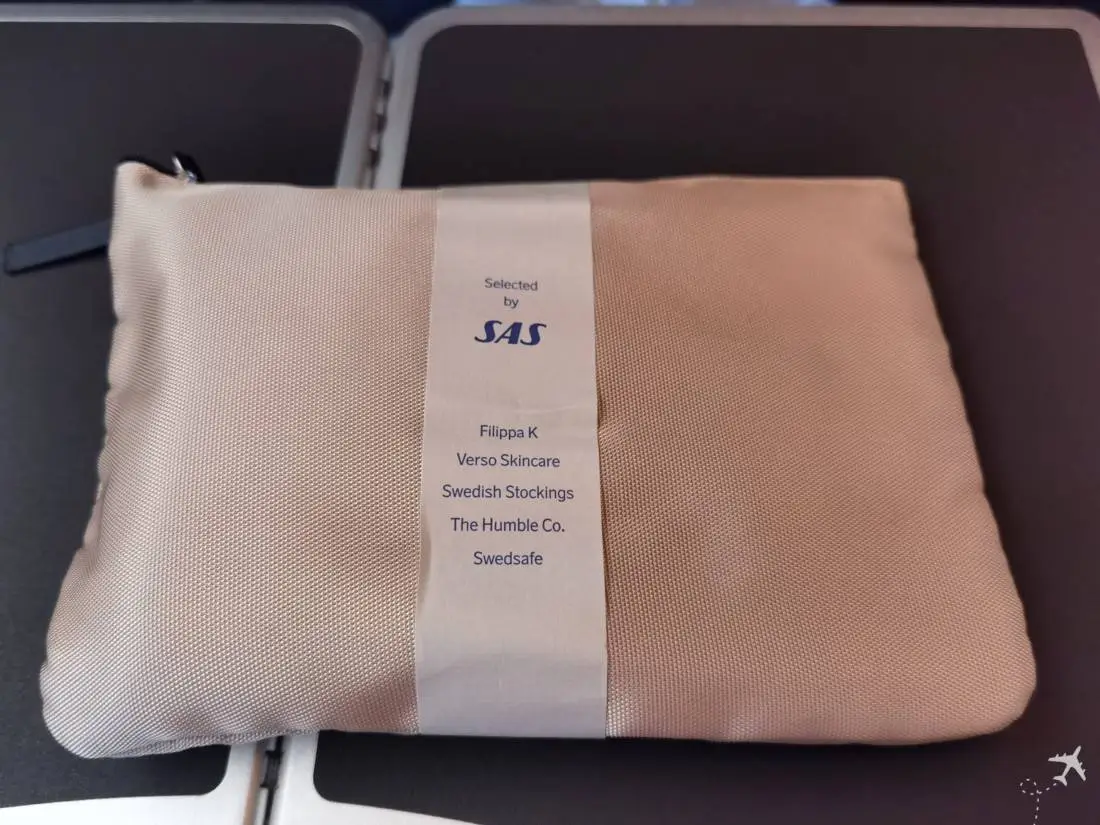 Selected
by
SAS
Filippa K
Verso Skincare
Swedish Stockings
The Humble Co.
Swedsafe